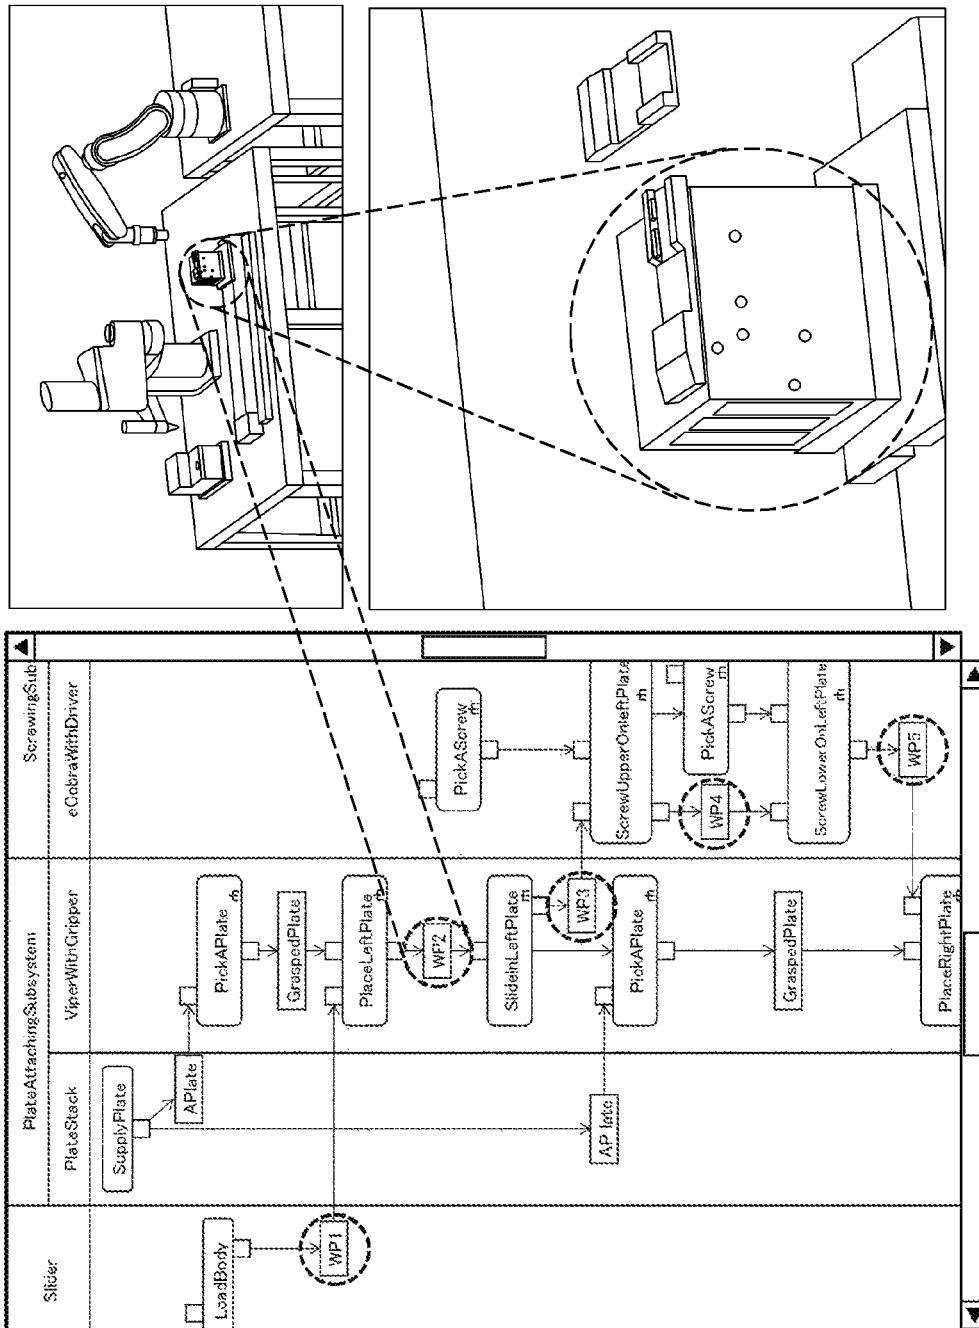 Slider
PlateAttachingSubsystem
ScrewingSub
PlateStack
ViperWithGripper
eCobraWithDriver
LoadBody
WP1
SupplyPlate
APlate
PickAPlate
GraspedPlate
PlaceLeftPlate
WP2
SlideInLeftPlate
WP3
PickAPlate
GraspedPlate
PlaceRightPlate
PickAScrew
ScrewUpperOnleftPlate
PickAScrew
WP4
ScrewLowerOnLeftPlate
WP5